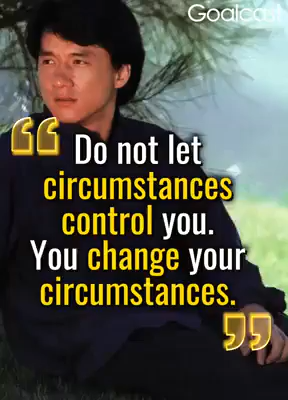 Goalcast
“
Do not let
circumstances
control you.
You change your
circumstances.
”